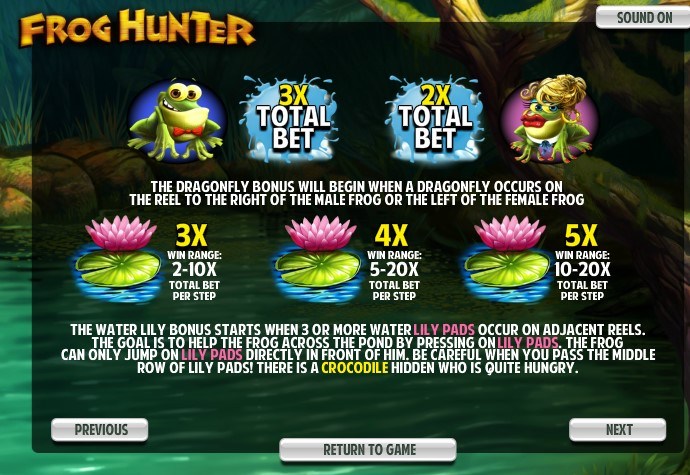 FROG HUNTER
SOUND ON
3X
TOTAL
BET
2X
TOTAL
BET
THE DRAGONFLY BONUS WILL BEGIN WHEN A DRAGONFLY OCCURS ON
THE REEL TO THE RIGHT OF THE MALE FROG OR THE LEFT OF THE FEMALE FROG
3X
WIN RANGE:
2-10X
TOTAL BET
PER STEP
4X
WIN RANGE:
5-20X
TOTAL BET
PER STEP
5X
WIN RANGE:
10-20X
TOTAL BET
PER STEP
THE WATER LILY BONUS STARTS WHEN 3 OR MORE WATER LILY PADS OCCUR ON ADJACENT REELS.
THE GOAL IS TO HELP THE FROG ACROSS THE POND BY PRESSING ON LILY PADS. THE FROG
CAN ONLY JUMP ON LILY PADS DIRECTLY IN FRONT OF HIM. BE CAREFUL WHEN YOU PASS THE MIDDLE
ROW OF LILY PADS! THERE IS A CROCODILE HIDDEN WHO IS QUITE HUNGRY.
PREVIOUS
RETURN TO GAME
NEXT